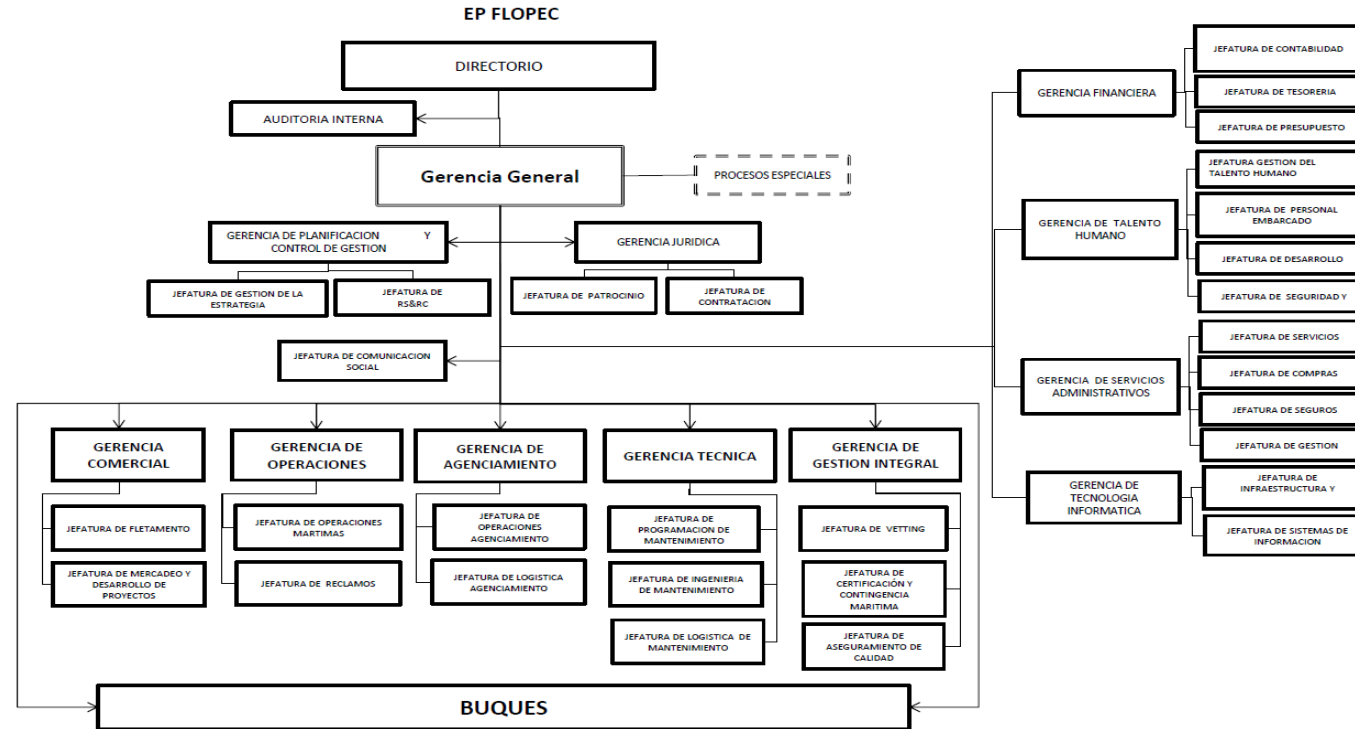 EP FLOPEC
DIRECTORIO
AUDITORIA INTERNA
Gerencia General
PROCESOS ESPECIALES
GERENCIA DE PLANIFICACION Y
CONTROL DE GESTION
GERENCIA JURIDICA
JEFATURA DE GESTION DE LA
ESTRATEGIA
JEFATURA DE
RS&RC
JEFATURA DE PATROCINIO
JEFATURA DE
CONTRATACION
JEFATURA DE COMUNICACION
SOCIAL
GERENCIA
COMERCIAL
JEFATURA DE FLETAMENTO
JEFATURA DE MERCADEO Y
DESARROLLO DE
PROYECTOS
GERENCIA DE
OPERACIONES
JEFATURA DE OPERACIONES
MARTIMAS
JEFATURA DE RECLAMOS
GERENCIA DE
AGENCIAMIENTO
JEFATURA DE
OPERACIONES
AGENCIAMIENTO
JEFATURA DE LOGISTICA
AGENCIAMIENTO
GERENCIA TECNICA
JEFATURA DE
PROGRAMACION DE
MANTENIMIENTO
JEFATURA DE INGENIERIA
DE MANTENIMIENTO
JEFATURA DE LOGISTICA DE
MANTENIMIENTO
GERENCIA DE
GESTION INTEGRAL
JEFATURA DE VETTING
JEFATURA DE
CERTIFICACIÓN Y
CONTINGENCIA
MARITIMA
JEFATURA DE
ASEGURAMIENTO DE
CALIDAD
BUQUES
GERENCIA FINANCIERA
JEFATURA DE CONTABILIDAD
JEFATURA DE TESORERIA
JEFATURA DE PRESUPUESTO
GERENCIA DE TALENTO
HUMANO
JEFATURA GESTION DEL
TALENTO HUMANO
JEFATURA DE PERSONAL
EMBARCADO
JEFATURA DE DESARROLLO
JEFATURA DE SEGURIDAD Y
GERENCIA DE SERVICIOS
ADMINISTRATIVOS
JEFATURA DE SERVICIOS
JEFATURA DE COMPRAS
JEFATURA DE SEGUROS
JEFATURA DE GESTION
GERENCIA DE
TECNOLOGIA
INFORMATICA
JEFATURA DE
INFRAESTRUCTURA Y
JEFATURA DE SISTEMAS DE
INFORMACION